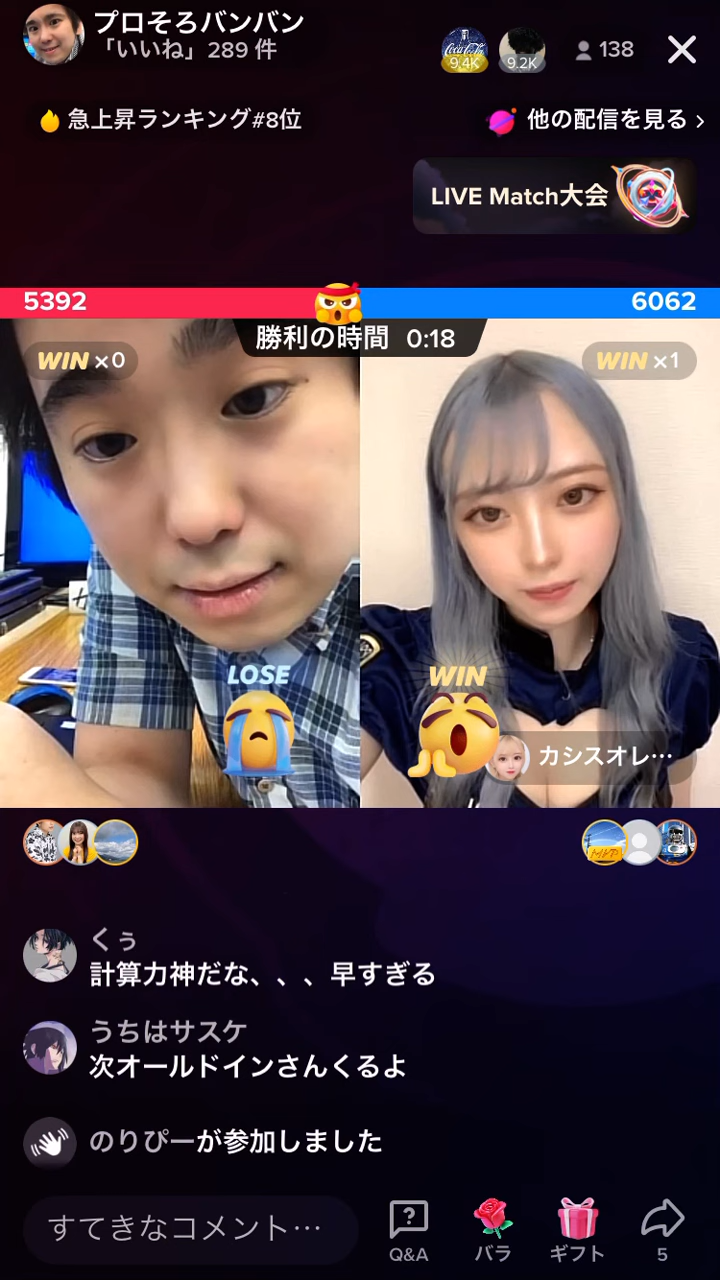 プロそろバンバン
「いいね」289 件
9.4K
9.2K
138
急上昇ランキング#8位
他の配信を見る
LIVE Match大会
5392
6062
勝利の時間 0:18
WIN ×0
WIN ×1
LOSE
WIN
カシスオレ…
くぅ
計算力神だな、、、早すぎる
うちはサスケ
次オールドインさんくるよ
のりぴーが参加しました
すてきなコメント…
Q&A
バラ
ギフト
5